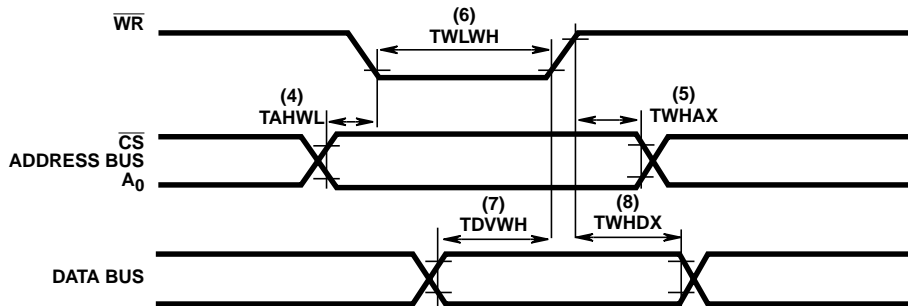 WR
(6)
TWLWH
(4)
TAHWL
(5)
TWHAX
CS
ADDRESS BUS
A0
(7)
TDVWH
(8)
TWHDX
DATA BUS